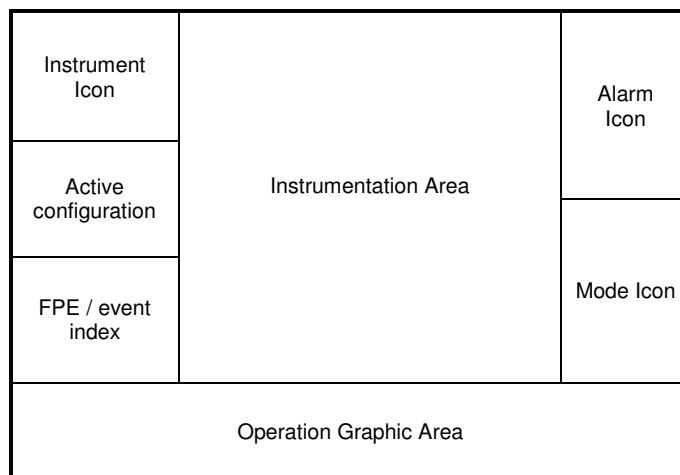 Instrument
Icon
Active
configuration
FPE / event
index
Instrumentation Area
Alarm
Icon
Mode Icon
Operation Graphic Area